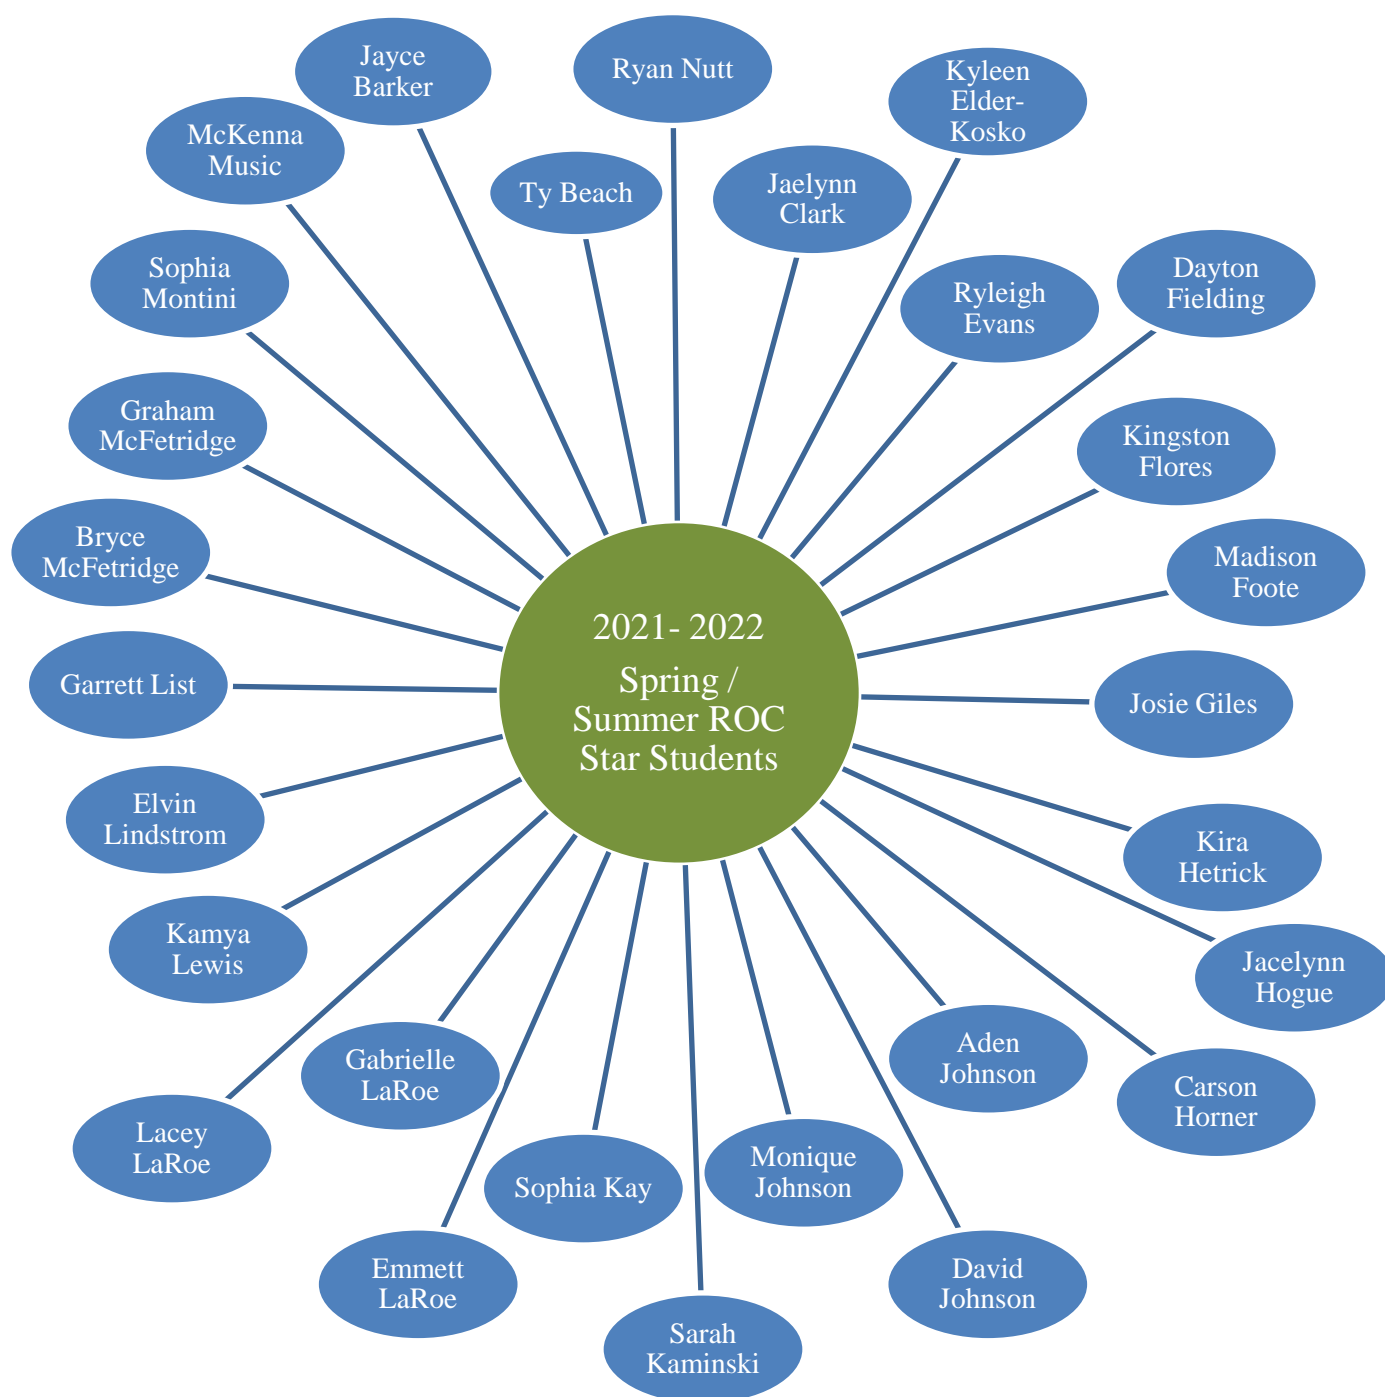 Ryan Nutt
Kyleen
Elder-
Kosko
Jaelynn
Clark
Ryleigh
Evans
Dayton
Fielding
Kingston
Flores
Madison
Foote
Josie Giles
Kira
Hetrick
Jacelynn
Hogue
Carson
Horner
Aden
Johnson
David
Johnson
Monique
Johnson
Sarah
Kaminski
Sophia Kay
Emmett
LaRoe
Gabrielle
LaRoe
Lacey
LaRoe
Kamya
Lewis
Elvin
Lindstrom
Garrett List
Bryce
McFetridge
Graham
McFetridge
Sophia
Montini
McKenna
Music
Jayce
Barker
Ty Beach
2021- 2022
Spring /
Summer ROC
Star Students